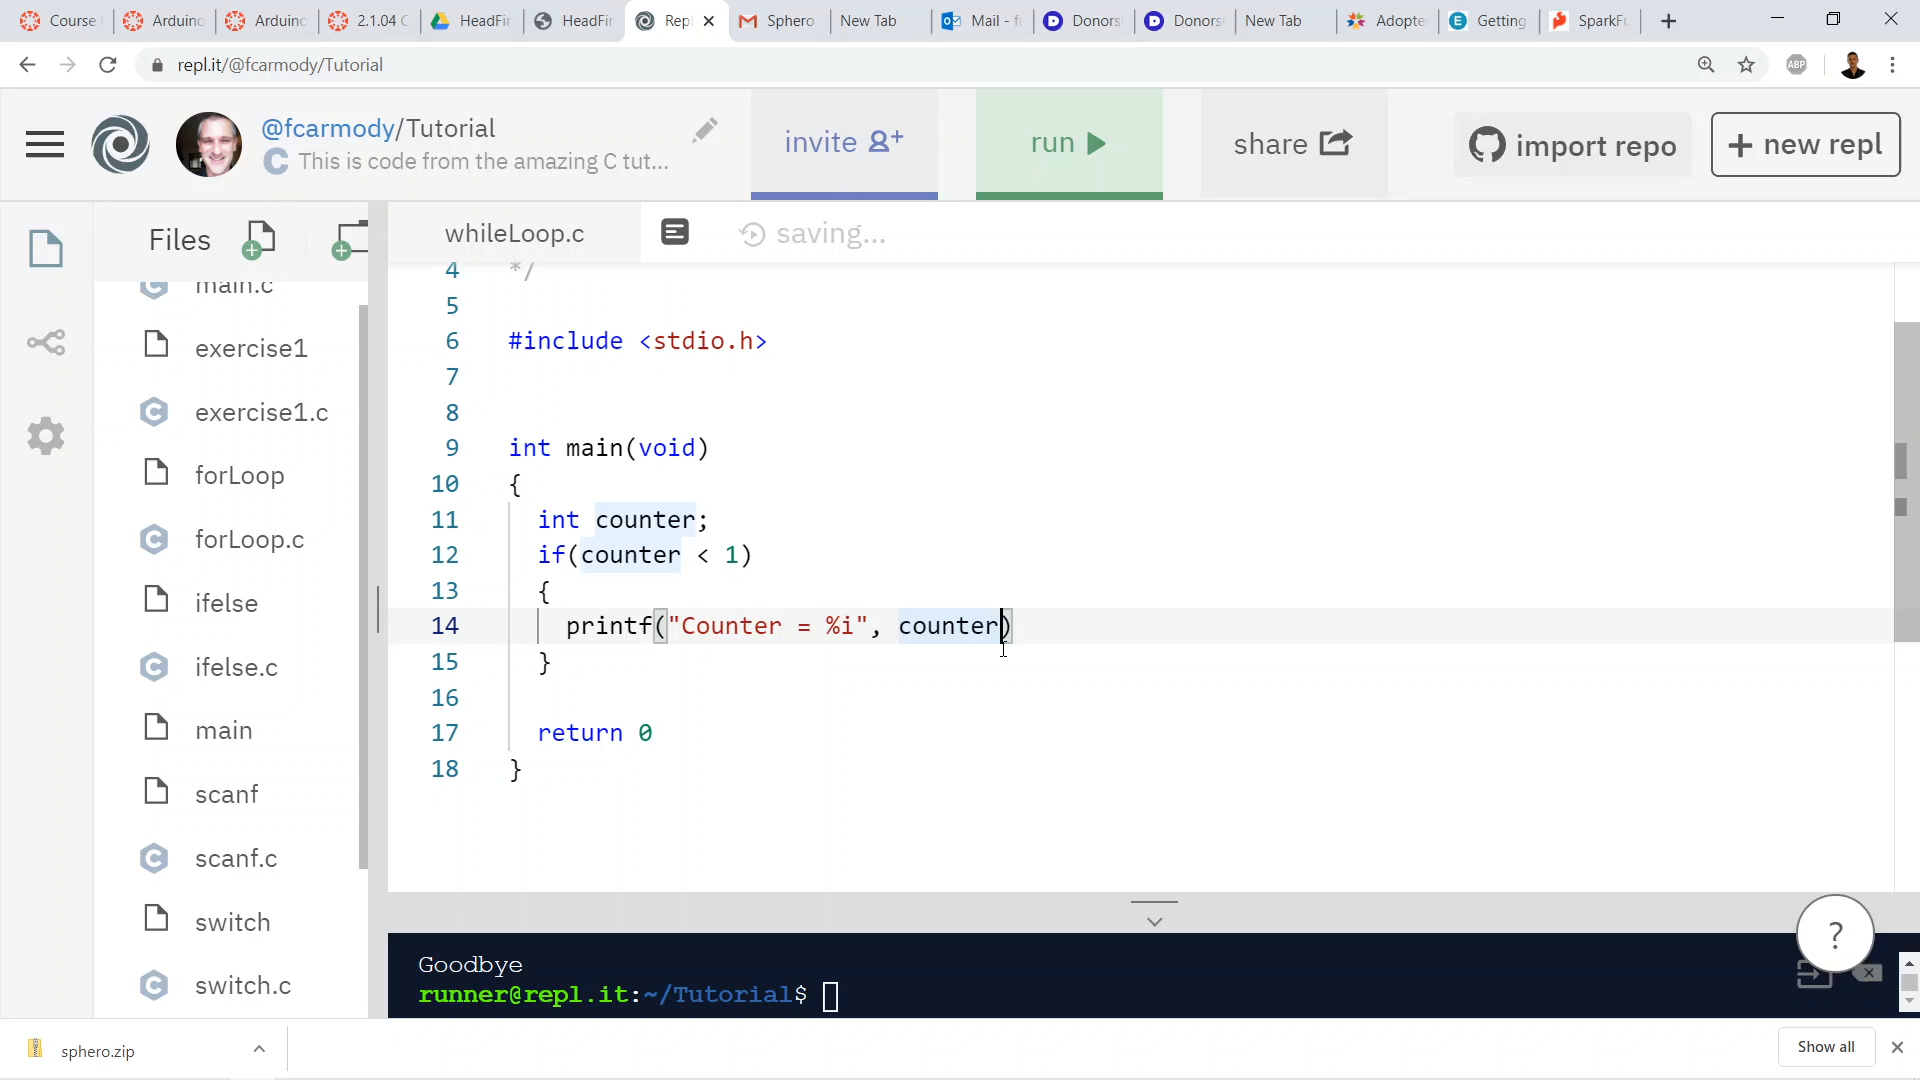 Course
Arduino
Arduino
2.1.04 C
HeadFir
HeadFir
Repl
Sphero
New Tab
Mail - f
Donors
Donors
New Tab
Adopte
Getting
SparkFu
repl.it/@fcarmody/Tutorial
ABP
@fcarmody/Tutorial
This is code from the amazing C tut...
invite
run
share
import repo
+ new repl
Files
whileLoop.c
saving...
main.c
exercise1
exercise1.c
forLoop
forLoop.c
ifelse
ifelse.c
main
scanf
scanf.c
switch
switch.c
4 */
5
6 #include <stdio.h>
7
8
9 int main(void)
10 {
11 int counter;
12 if(counter < 1)
13 {
14 printf("Counter = %i", counter)
15 }
16
17 return 0
18 }
?
Goodbye
runner@repl.it:~/Tutorial$
sphero.zip
Show all